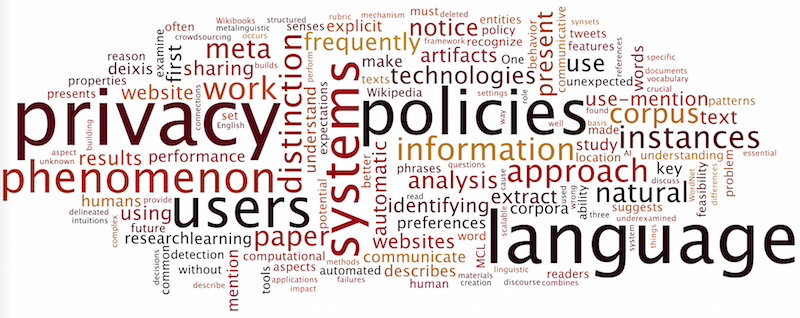 Wikibooks structured
metalinguistic
crowdsourcing
rubric mechanism
must deleted
synsets
often
occurs
senses
explicit
notice
entities
policy
tweets
reason
examine
first
meta
deixis
sharing
builds
distinction
frequently
framework recognize
behavior
features
communicative
references
properties
perform
make
artifacts
One
present
use
unexpected
words
specific
documents
vocabulary
crucial
presents
website
work
understand
expectations
texts
technologies
Wikipedia
use-mention
patterns
privacy
connections
set
English
systems
policies
settings
role
way
found
well
basis
made
corpus
text
aspect
unknown
building
results
performance
information
better
study
location
AI
understanding
instances
essential
phenomenon
potential
automatic
phrases
questions
approach
key
discuss
feasibility
WordNet
differences
problem
humans
provide
users
read
analysis
cause
used
wrong
ability
natural
three
suggests
underexamined
delineated
intuitions
using
future
complex
preferences
identifying
extract
corpora
scalable
language
system
things
research
learning
paper
websites
word
MCL
linguistic
decisions
common
detection
without
describe
mention
tools
computational
aspects
applications
impact
methods
automated
failures
communicate
describes
human
materials
creation
discourse
readers
combines